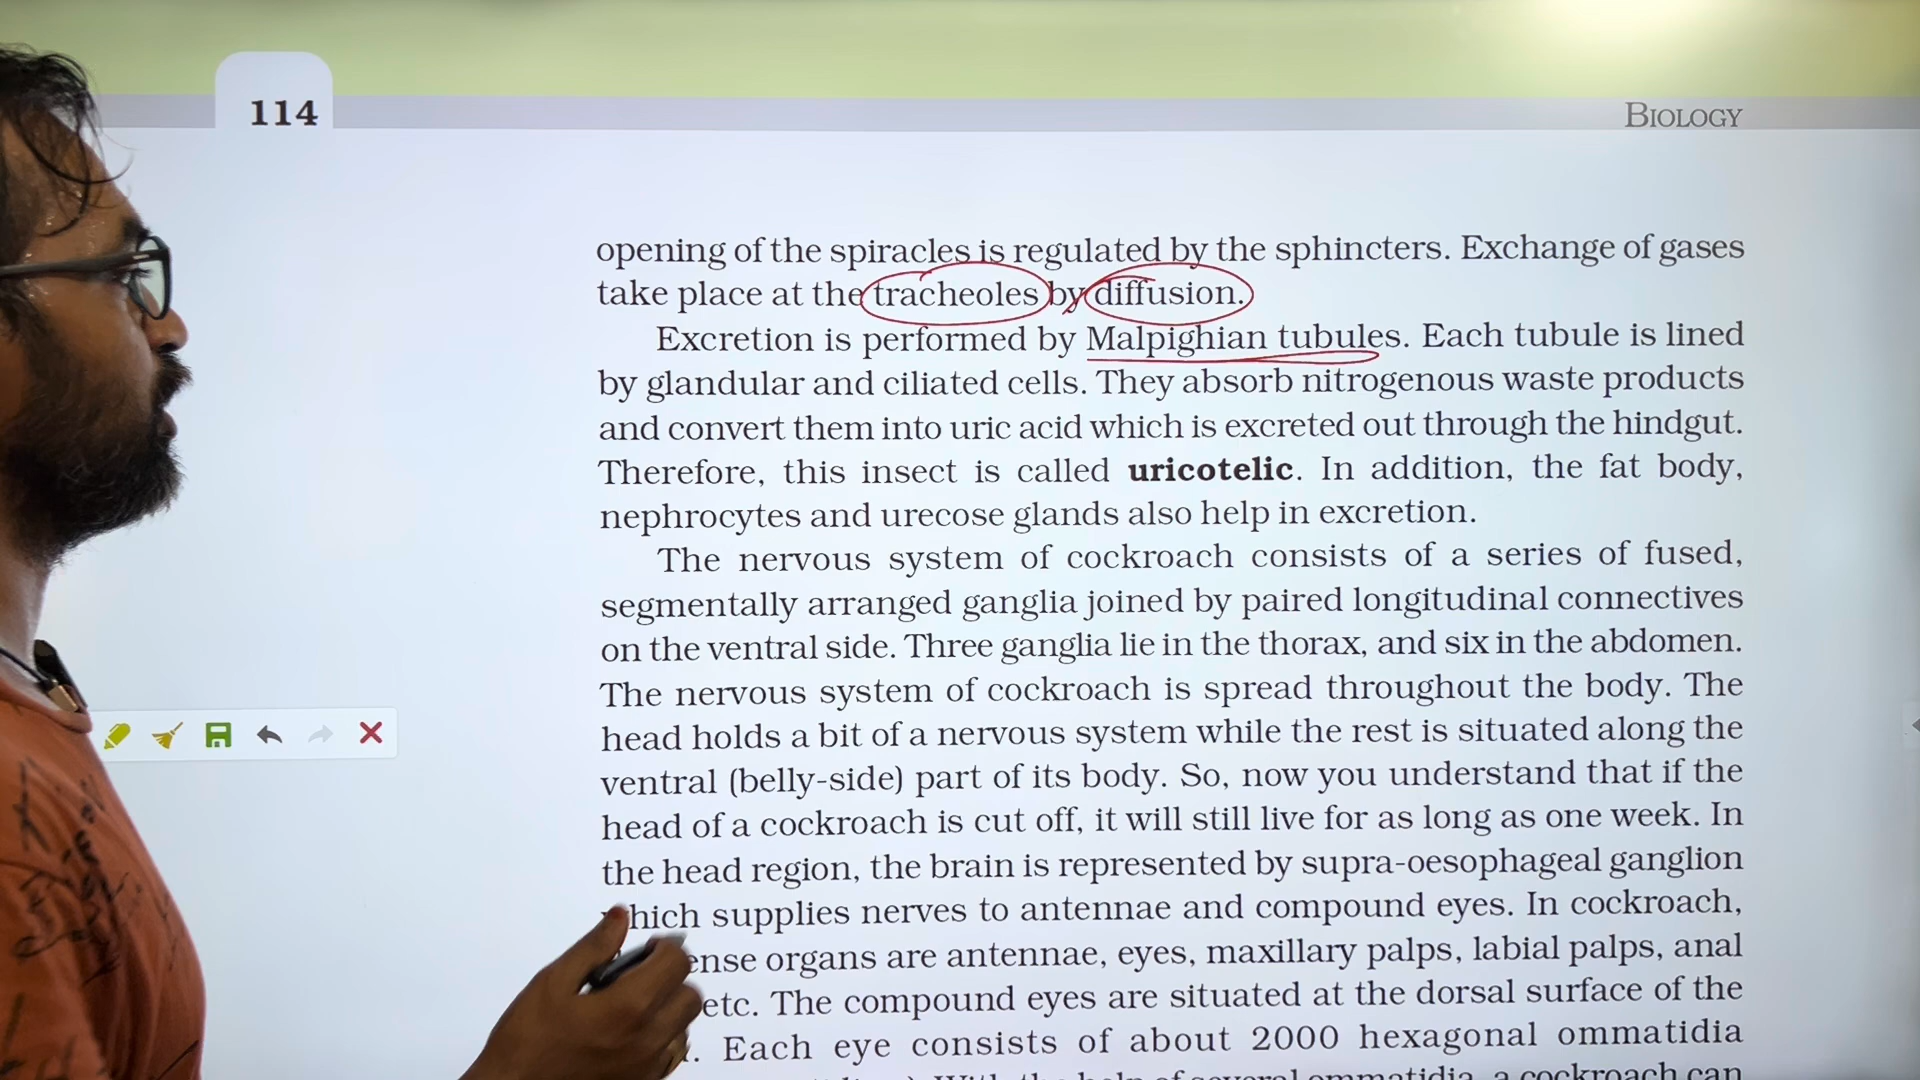 114
BIOLOGY
opening of the spiracles is regulated by the sphincters. Exchange of gases
take place at the tracheoles by diffusion.
Excretion is performed by Malpighian tubules. Each tubule is lined
by glandular and ciliated cells. They absorb nitrogenous waste products
and convert them into uric acid which is excreted out through the hindgut.
Therefore, this insect is called uricotelic. In addition, the fat body,
nephrocytes and urecose glands also help in excretion.
The nervous system of cockroach consists of a series of fused,
segmentally arranged ganglia joined by paired longitudinal connectives
on the ventral side. Three ganglia lie in the thorax, and six in the abdomen.
The nervous system of cockroach is spread throughout the body. The
head holds a bit of a nervous system while the rest is situated along the
ventral (belly-side) part of its body. So, now you understand that if the
head of a cockroach is cut off, it will still live for as long as one week. In
the head region, the brain is represented by supra-oesophageal ganglion
which supplies nerves to antennae and compound eyes. In cockroach,
ense organs are antennae, eyes, maxillary palps, labial palps, anal
etc. The compound eyes are situated at the dorsal surface of the
Each eye consists of about 2000 hexagonal ommatidia
With the help of several ommatidia, a cockroach can